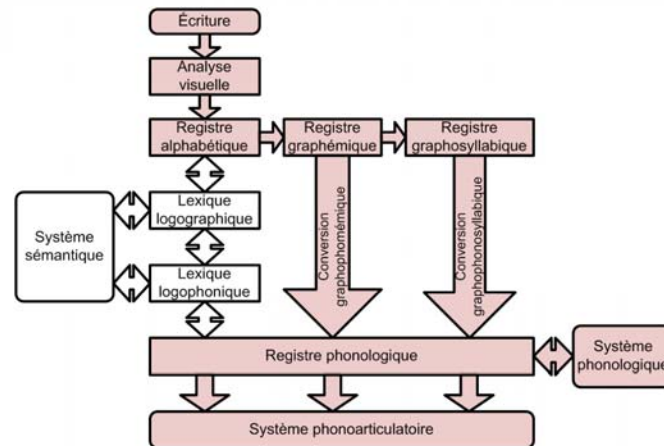 Écriture
Analyse
visuelle
Registre
alphabétique
Registre
graphémique
Registre
graphosyllabique
Lexique
logographique
Système
sémantique
Lexique
logophonique
Conversion
graphophomémique
Conversion
graphophonosyllabique
Registre phonologique
Système
phonologique
Système phonoarticulatoire